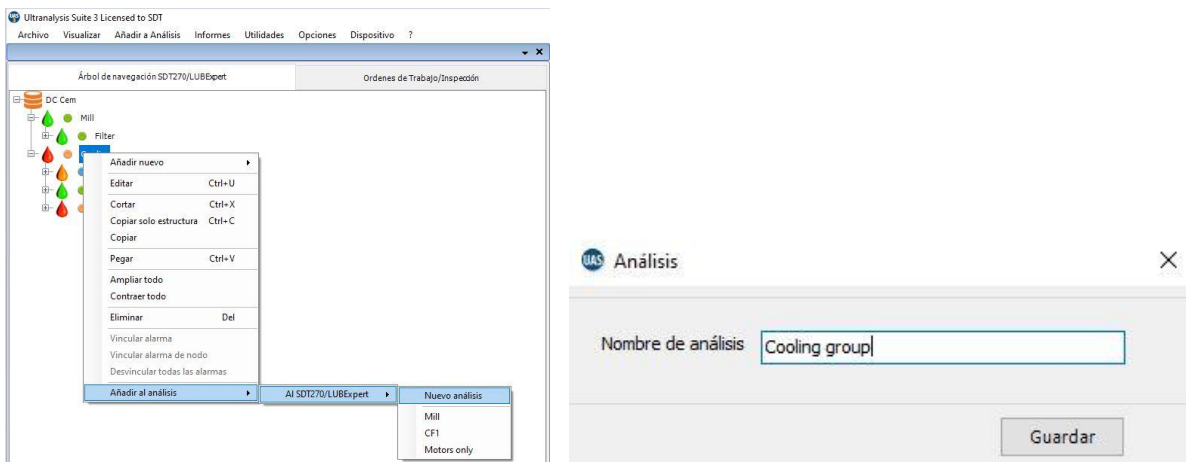 Ultranalysis Suite 3 Licensed to SDT
Archivo Visualizar Añadir a Análisis Informes Utilidades Opciones Dispositivo ?
Árbol de navegación SDT270/LUBExpert
Ordenes de Trabajo/Inspección
DC Cem
Mill
Filter
Añadir nuevo
Editar Ctrl+U
Cortar Ctrl+X
Copiar solo estructura Ctrl+C
Copiar
Pegar Ctrl+V
Ampliar todo
Contraer todo
Eliminar Del
Vincular alarma
Vincular alarma de nodo
Desvincular todas las alarmas
Añadir al análisis
AI SDT270/LUBExpert
Nuevo análisis
Mill
CF1
Motors only
UAS Análisis
Nombre de análisis Cooling group
Guardar